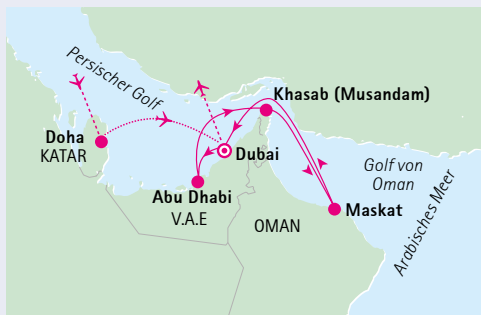 Persischer Golf
Khasab (Musandam)
Doha
KATAR
Dubai
Golf von
Oman
Abu Dhabi
V.A.E
OMAN
Maskat
Arabisches Meer